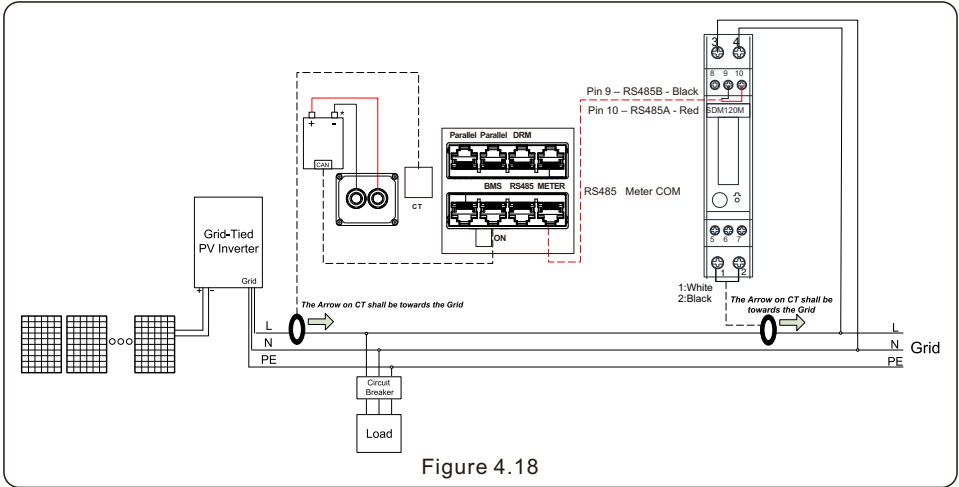 3 4
8 9 10
Pin 9 – RS485B - Black
Pin 10 – RS485A - Red
SDM120M
+ - *
CAN
CT
Parallel Parallel DRM
BMS RS485 METER
ON
RS485 Meter COM
5 6 7
1 2
1:White
2:Black
Grid-Tied
PV Inverter
Grid
+ -
The Arrow on CT shall be towards the Grid
The Arrow on CT shall be
towards the Grid
L
N
PE
L
N
PE
Grid
Circuit
Breaker
Load
Figure 4.18